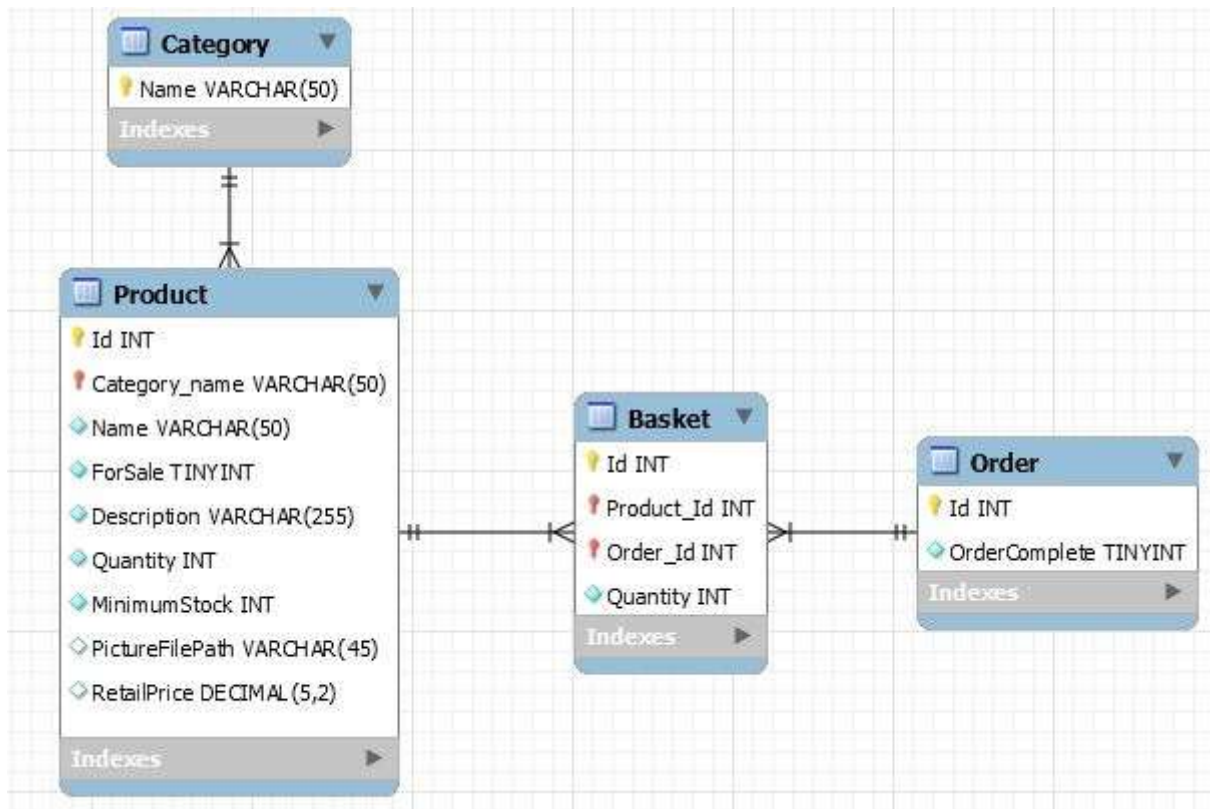 Category
Name VARCHAR(50)
Indexes
Product
Id INT
Category_name VARCHAR(50)
Name VARCHAR(50)
ForSale TINYINT
Description VARCHAR(255)
Quantity INT
MinimumStock INT
PictureFilePath VARCHAR(45)
RetailPrice DECIMAL(5,2)
Indexes
Basket
Id INT
Product_Id INT
Order_Id INT
Quantity INT
Indexes
Order
Id INT
OrderComplete TINYINT
Indexes